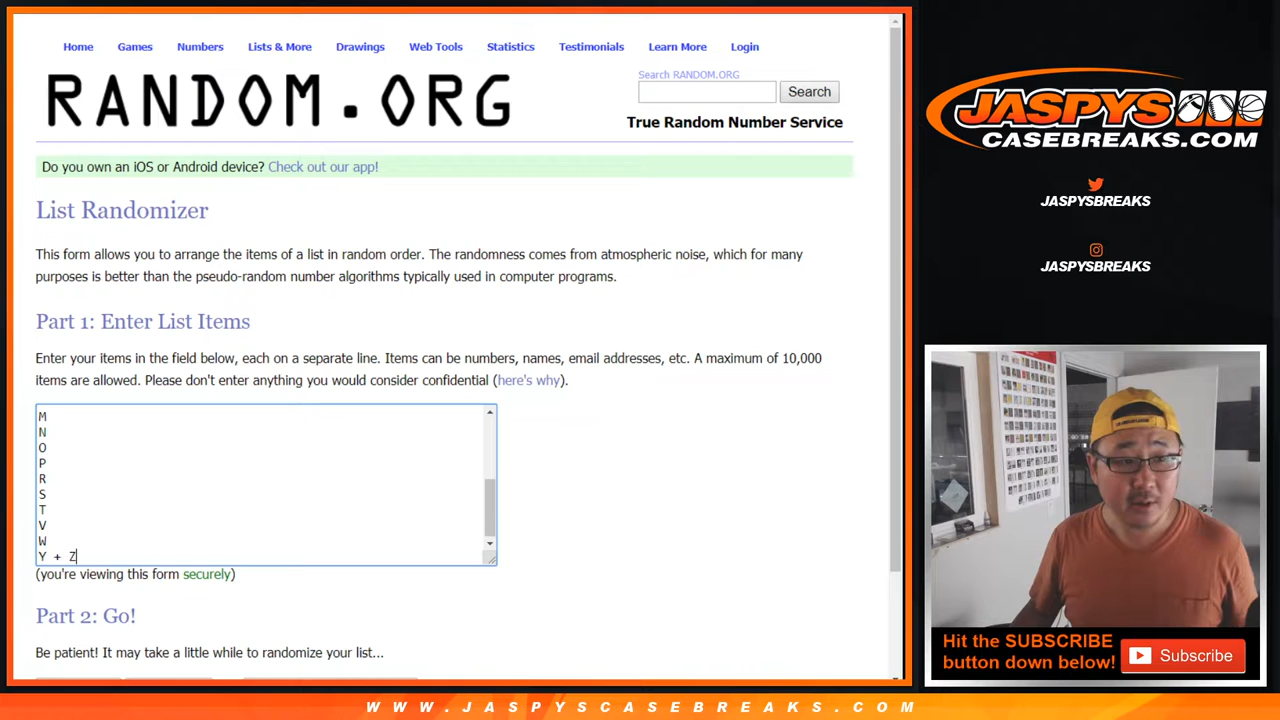 Home Games Numbers Lists & More Drawings Web Tools Statistics Testimonials Learn More Login
RANDOM.ORG
Search RANDOM.ORG
Search
True Random Number Service
Do you own an iOS or Android device? Check out our app!
List Randomizer
This form allows you to arrange the items of a list in random order. The randomness comes from atmospheric noise, which for many
purposes is better than the pseudo-random number algorithms typically used in computer programs.
Part 1: Enter List Items
Enter your items in the field below, each on a separate line. Items can be numbers, names, email addresses, etc. A maximum of 10,000
items are allowed. Please don't enter anything you would consider confidential (here's why).
M
N
O
P
R
S
T
V
W
Y + Z
(you're viewing this form securely)
Part 2: Go!
Be patient! It may take a little while to randomize your list...
JASPYS
CASEBREAKS.COM
JASPYSBREAKS
JASPYSBREAKS
Hit the SUBSCRIBE
button down below!
Subscribe
WWW.JASPYSCASEBREAKS.COM